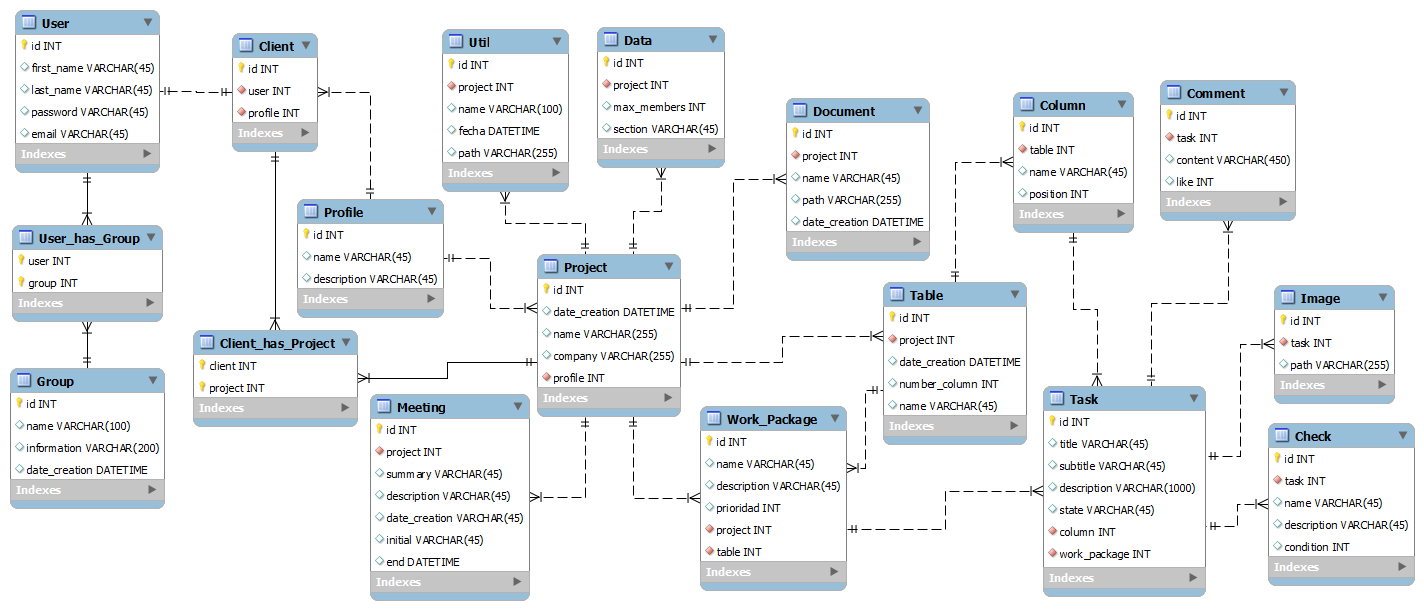 User
id INT
first_name VARCHAR(45)
last_name VARCHAR(45)
password VARCHAR(45)
email VARCHAR(45)
Indexes
Client
id INT
user INT
profile INT
Indexes
Util
id INT
project INT
name VARCHAR(100)
fecha DATETIME
path VARCHAR(255)
Indexes
Data
id INT
project INT
max_members INT
section VARCHAR(45)
Indexes
Document
id INT
project INT
name VARCHAR(45)
path VARCHAR(255)
date_creation DATETIME
Indexes
Column
id INT
table INT
name VARCHAR(45)
position INT
Indexes
Comment
id INT
task INT
content VARCHAR(450)
like INT
Indexes
User_has_Group
user INT
group INT
Indexes
Profile
id INT
name VARCHAR(45)
description VARCHAR(45)
Indexes
Project
id INT
date_creation DATETIME
name VARCHAR(255)
company VARCHAR(255)
profile INT
Indexes
Table
id INT
project INT
date_creation DATETIME
number_column INT
name VARCHAR(45)
Indexes
Image
id INT
task INT
path VARCHAR(255)
Indexes
Client_has_Project
client INT
project INT
Indexes
Group
id INT
name VARCHAR(100)
information VARCHAR(200)
date_creation DATETIME
Indexes
Meeting
id INT
project INT
summary VARCHAR(45)
description VARCHAR(45)
date_creation VARCHAR(45)
initial VARCHAR(45)
end DATETIME
Indexes
Work_Package
id INT
name VARCHAR(45)
description VARCHAR(45)
prioridad INT
project INT
table INT
Indexes
Task
id INT
title VARCHAR(45)
subtitle VARCHAR(45)
description VARCHAR(1000)
state VARCHAR(45)
column INT
work_package INT
Indexes
Check
id INT
task INT
name VARCHAR(45)
description VARCHAR(45)
condition INT
Indexes